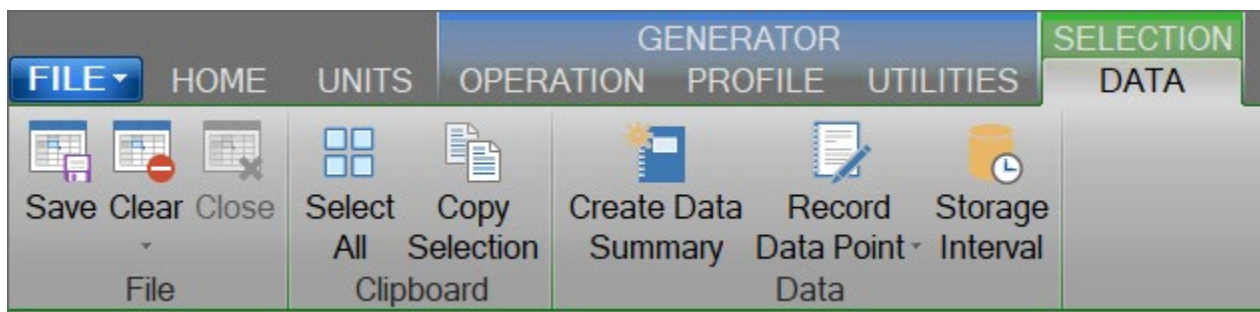 GENERATOR SELECTION
FILE HOME UNITS OPERATION PROFILE UTILITIES DATA
Save Clear Close Select Copy Create Data Record Storage
All Selection Summary Data Point Interval
File Clipboard Data